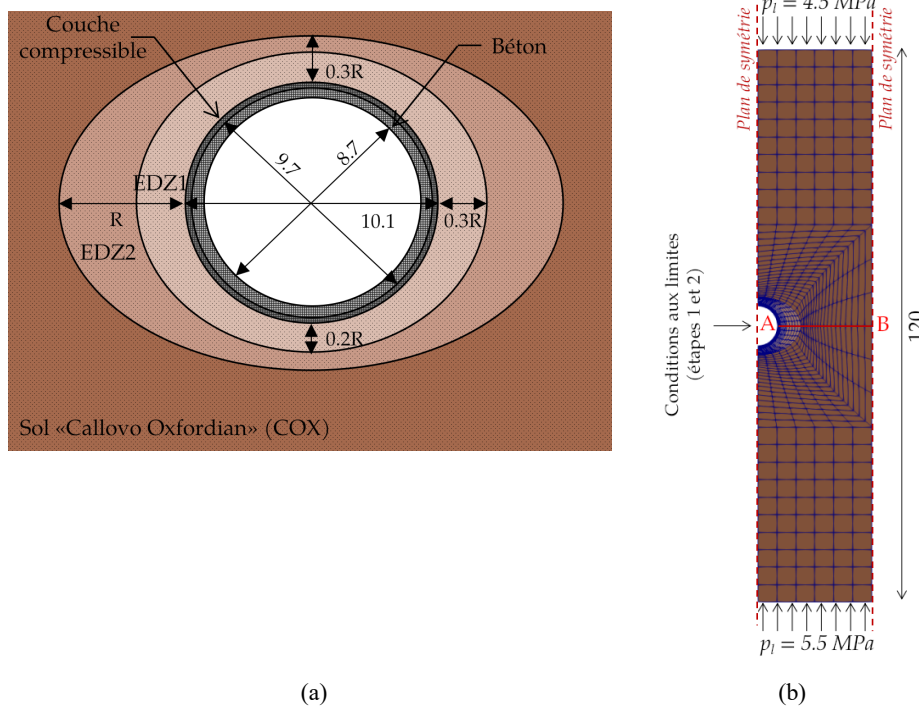 Couche
compressible
Béton
0.3R
9.7
8.7
EDZ1
R
10.1
0.3R
EDZ2
0.2R
Sol «Callovo Oxfordian» (COX)
(a)
p_l = 4.5 MPa
Plan de symétrie
Plan de symétrie
Conditions aux limites
(étapes 1 et 2)
A
B
120
p_l = 5.5 MPa
(b)